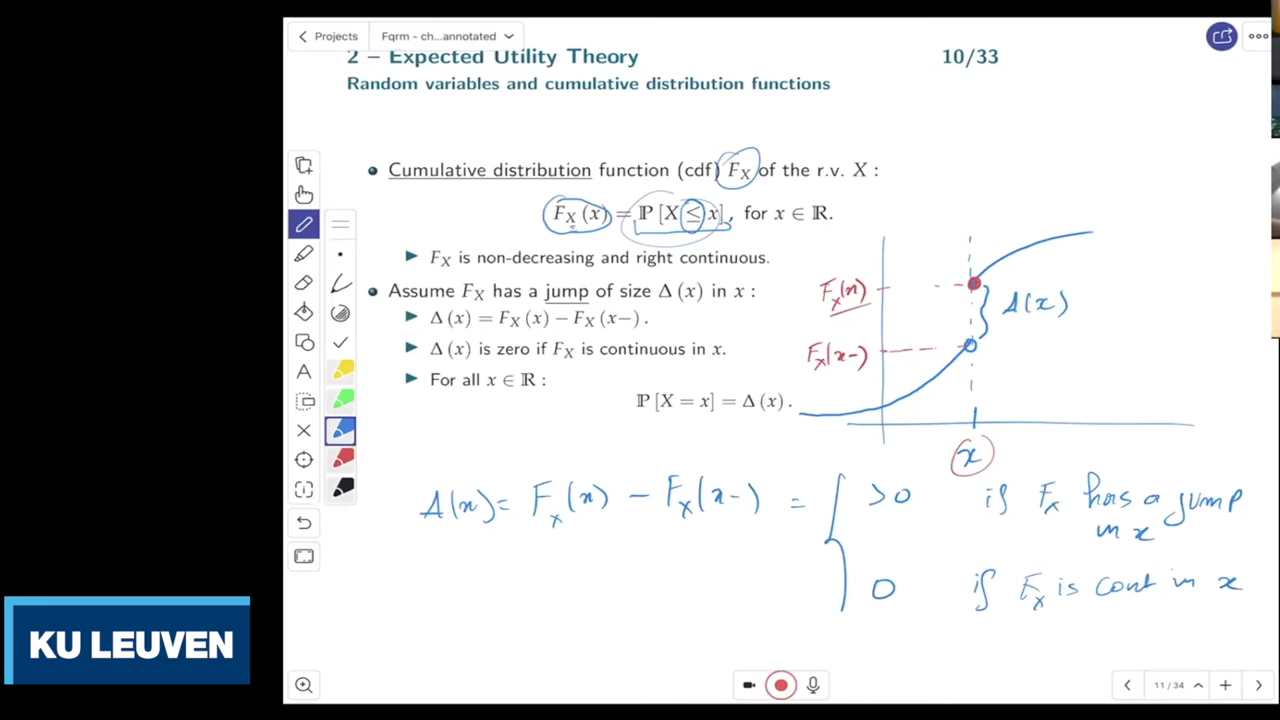 Projects
Fqrm - ch...annotated
2 – Expected Utility Theory
10/33
Random variables and cumulative distribution functions
• Cumulative distribution function (cdf) F_X of the r.v. X :
F_X (x) = ℙ [X ≤ x] , for x ∈ ℝ.
▶ F_X is non-decreasing and right continuous.
• Assume F_X has a jump of size Δ (x) in x :
▶ Δ (x) = F_X (x) − F_X (x−) .
▶ Δ (x) is zero if F_X is continuous in x.
▶ For all x ∈ ℝ :
ℙ [X = x] = Δ (x) .
F_X(x)
Δ(x)
F_X(x-)
x
Δ(x) = F_X(x) − F_X(x-) = { >0 if F_X has a jump
in x
0 if F_X is cont in x
KU LEUVEN
11 / 34